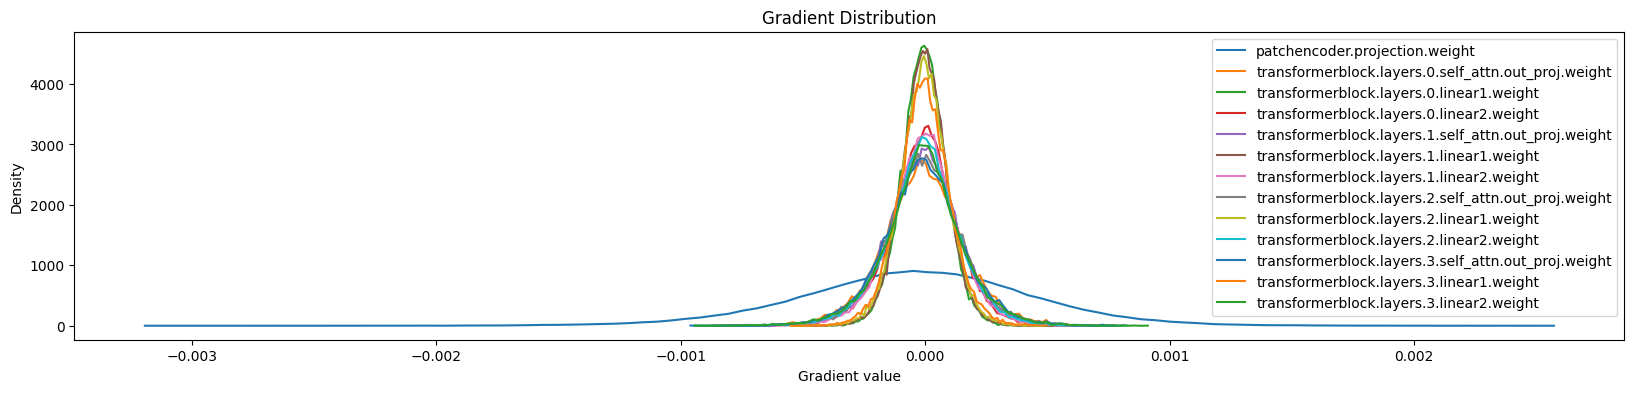 Gradient Distribution
patchencoder.projection.weight
transformerblock.layers.0.self_attn.out_proj.weight
transformerblock.layers.0.linear1.weight
transformerblock.layers.0.linear2.weight
transformerblock.layers.1.self_attn.out_proj.weight
transformerblock.layers.1.linear1.weight
transformerblock.layers.1.linear2.weight
transformerblock.layers.2.self_attn.out_proj.weight
transformerblock.layers.2.linear1.weight
transformerblock.layers.2.linear2.weight
transformerblock.layers.3.self_attn.out_proj.weight
transformerblock.layers.3.linear1.weight
transformerblock.layers.3.linear2.weight
Density
4000
3000
2000
1000
0
−0.003 −0.002 −0.001 0.000 0.001 0.002
Gradient value